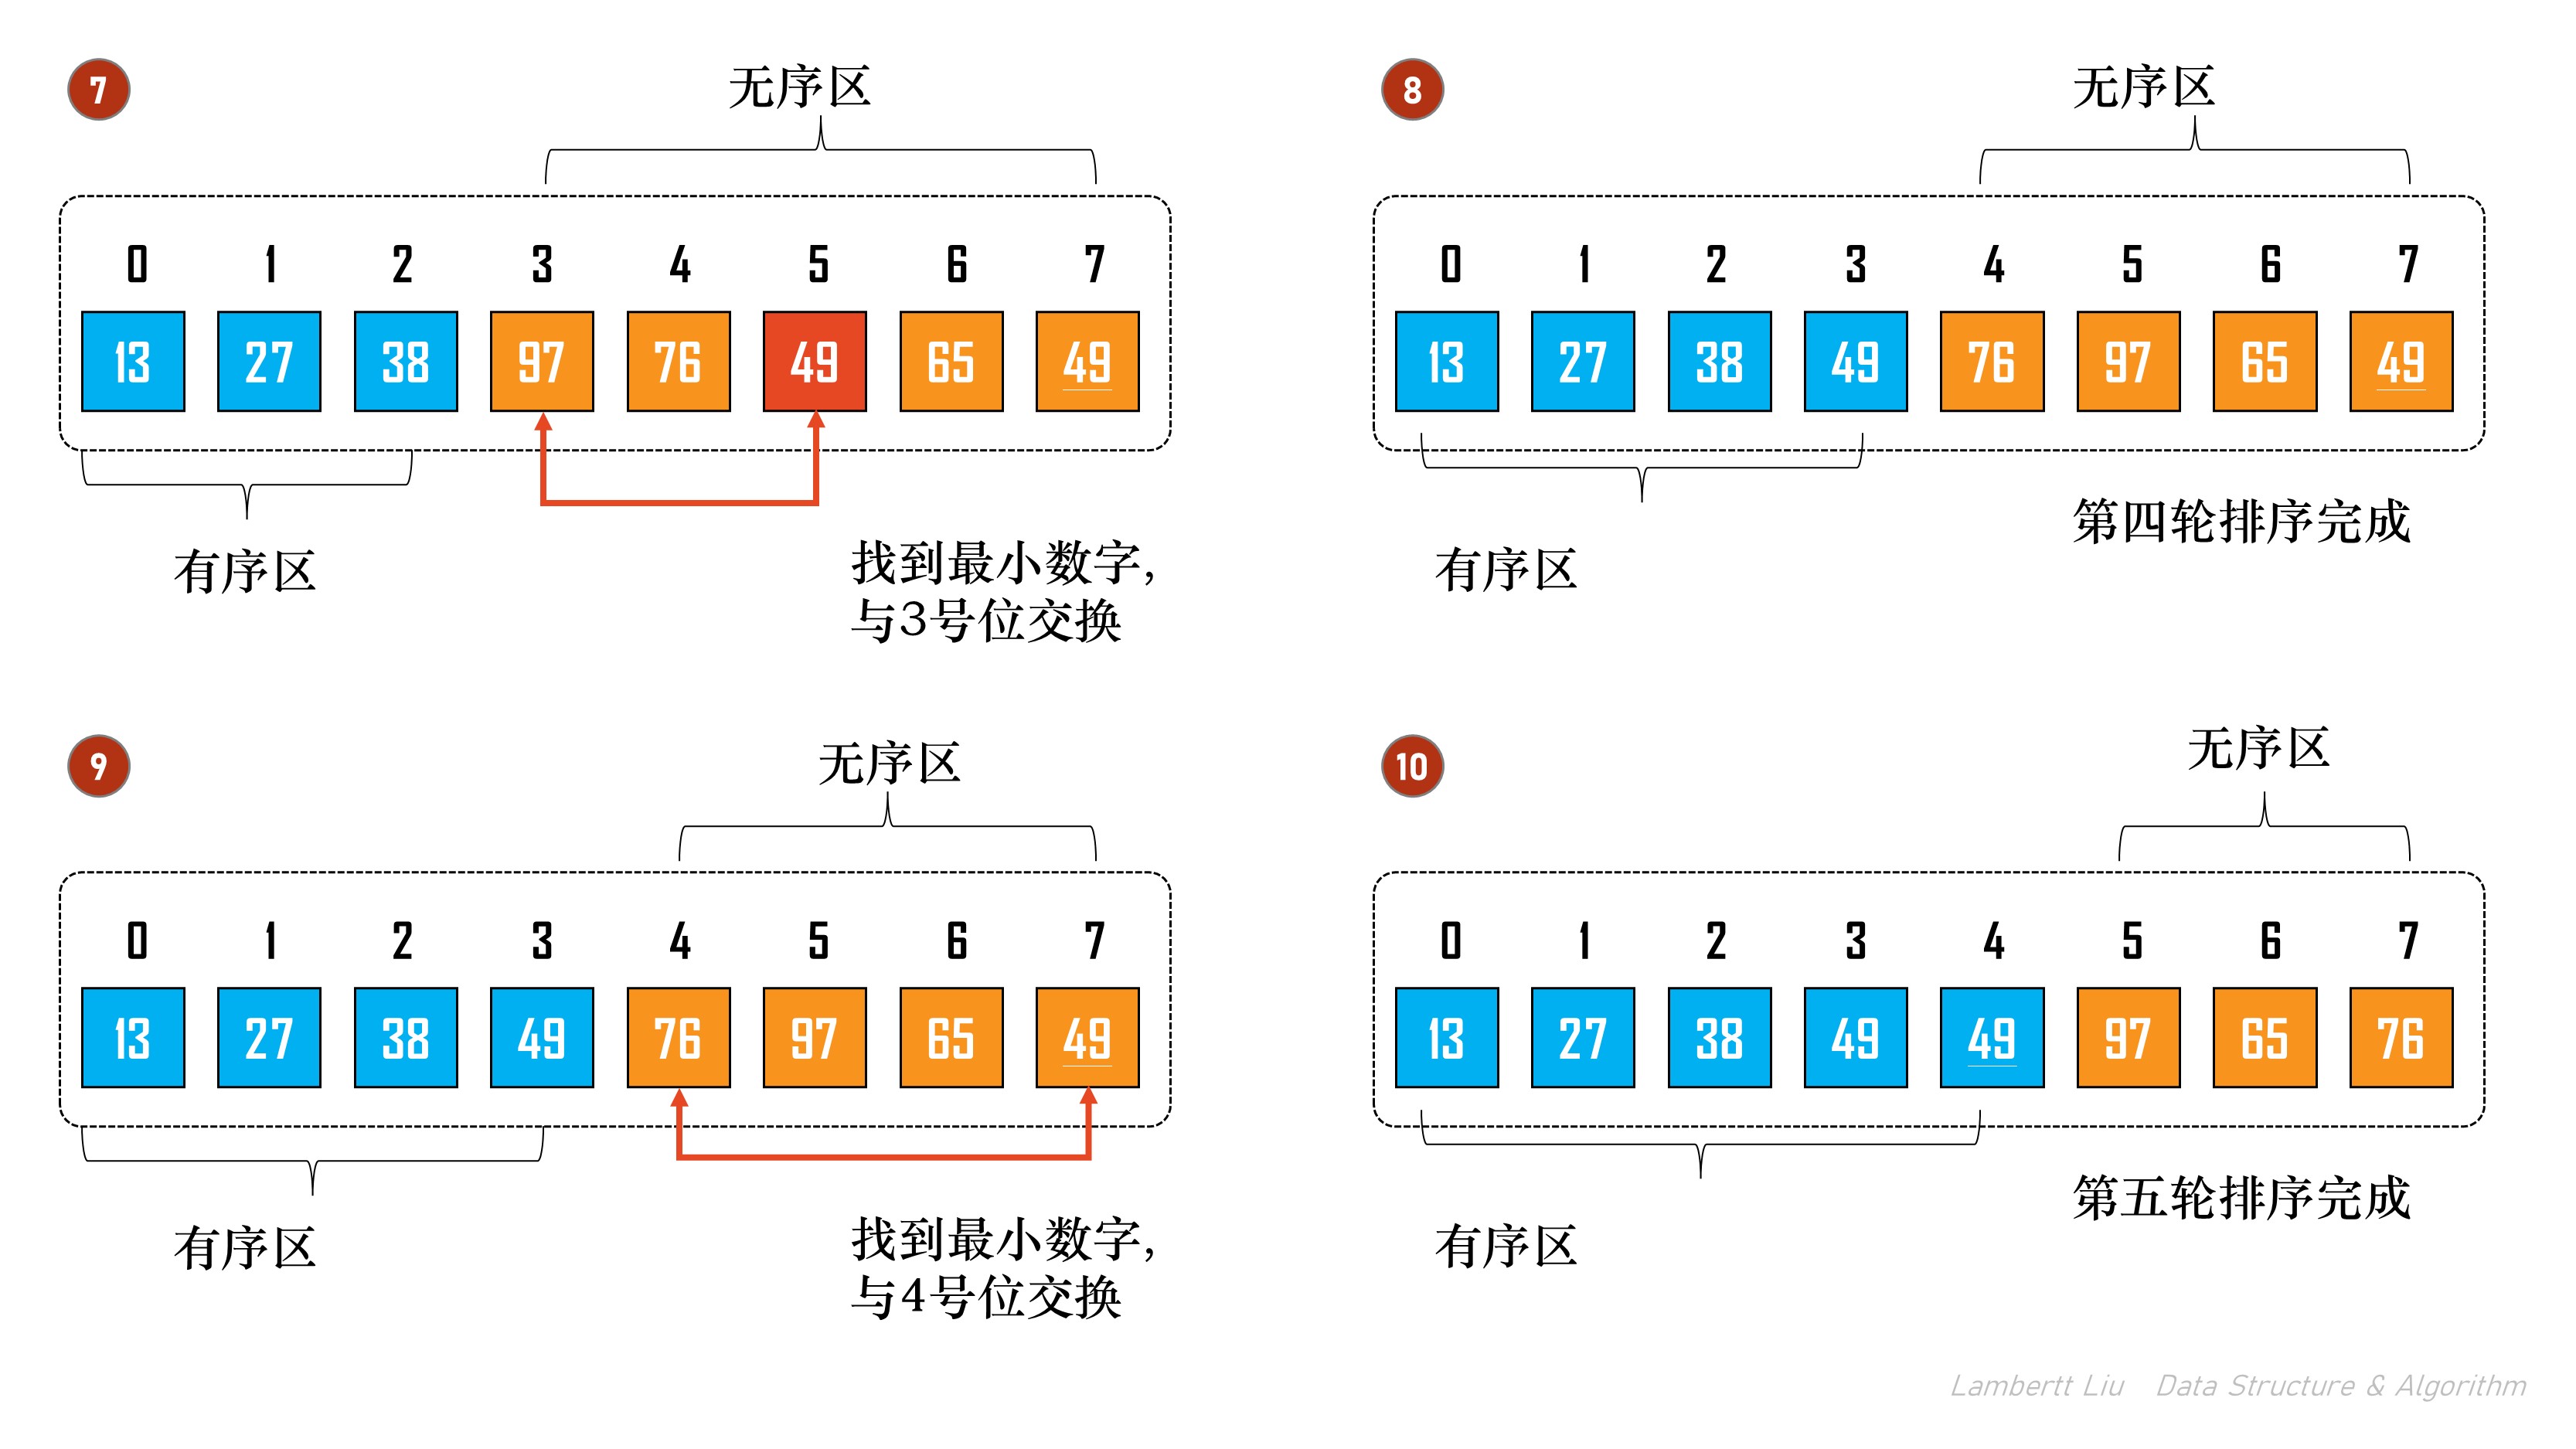 7
无序区
0 1 2 3 4 5 6 7
13 27 38 97 76 49 65 49
有序区
找到最小数字，
与3号位交换
8
无序区
0 1 2 3 4 5 6 7
13 27 38 49 76 97 65 49
有序区
第四轮排序完成
9
无序区
0 1 2 3 4 5 6 7
13 27 38 49 76 97 65 49
有序区
找到最小数字，
与4号位交换
10
无序区
0 1 2 3 4 5 6 7
13 27 38 49 49 97 65 76
有序区
第五轮排序完成
Lambertt Liu Data Structure & Algorithm